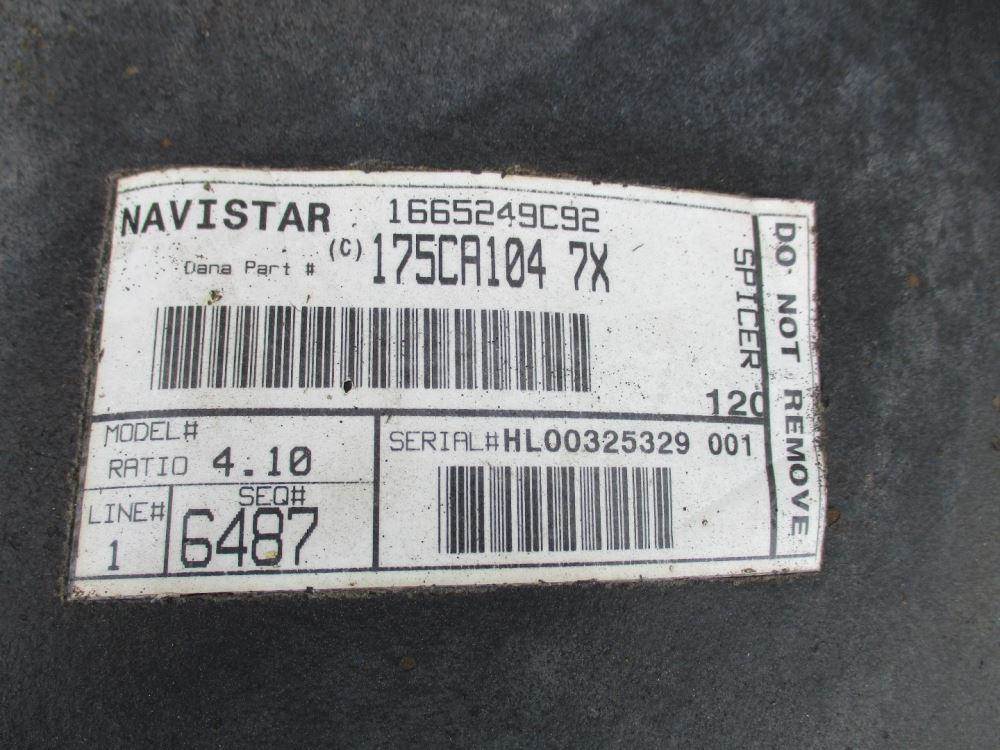 NAVISTAR 1665249C92
Dana Part # (C) 175CA104 7X
SPICER
120
DO NOT REMOVE
MODEL#
RATIO 4.10
SERIAL# HL00325329 001
LINE# SEQ#
1 6487